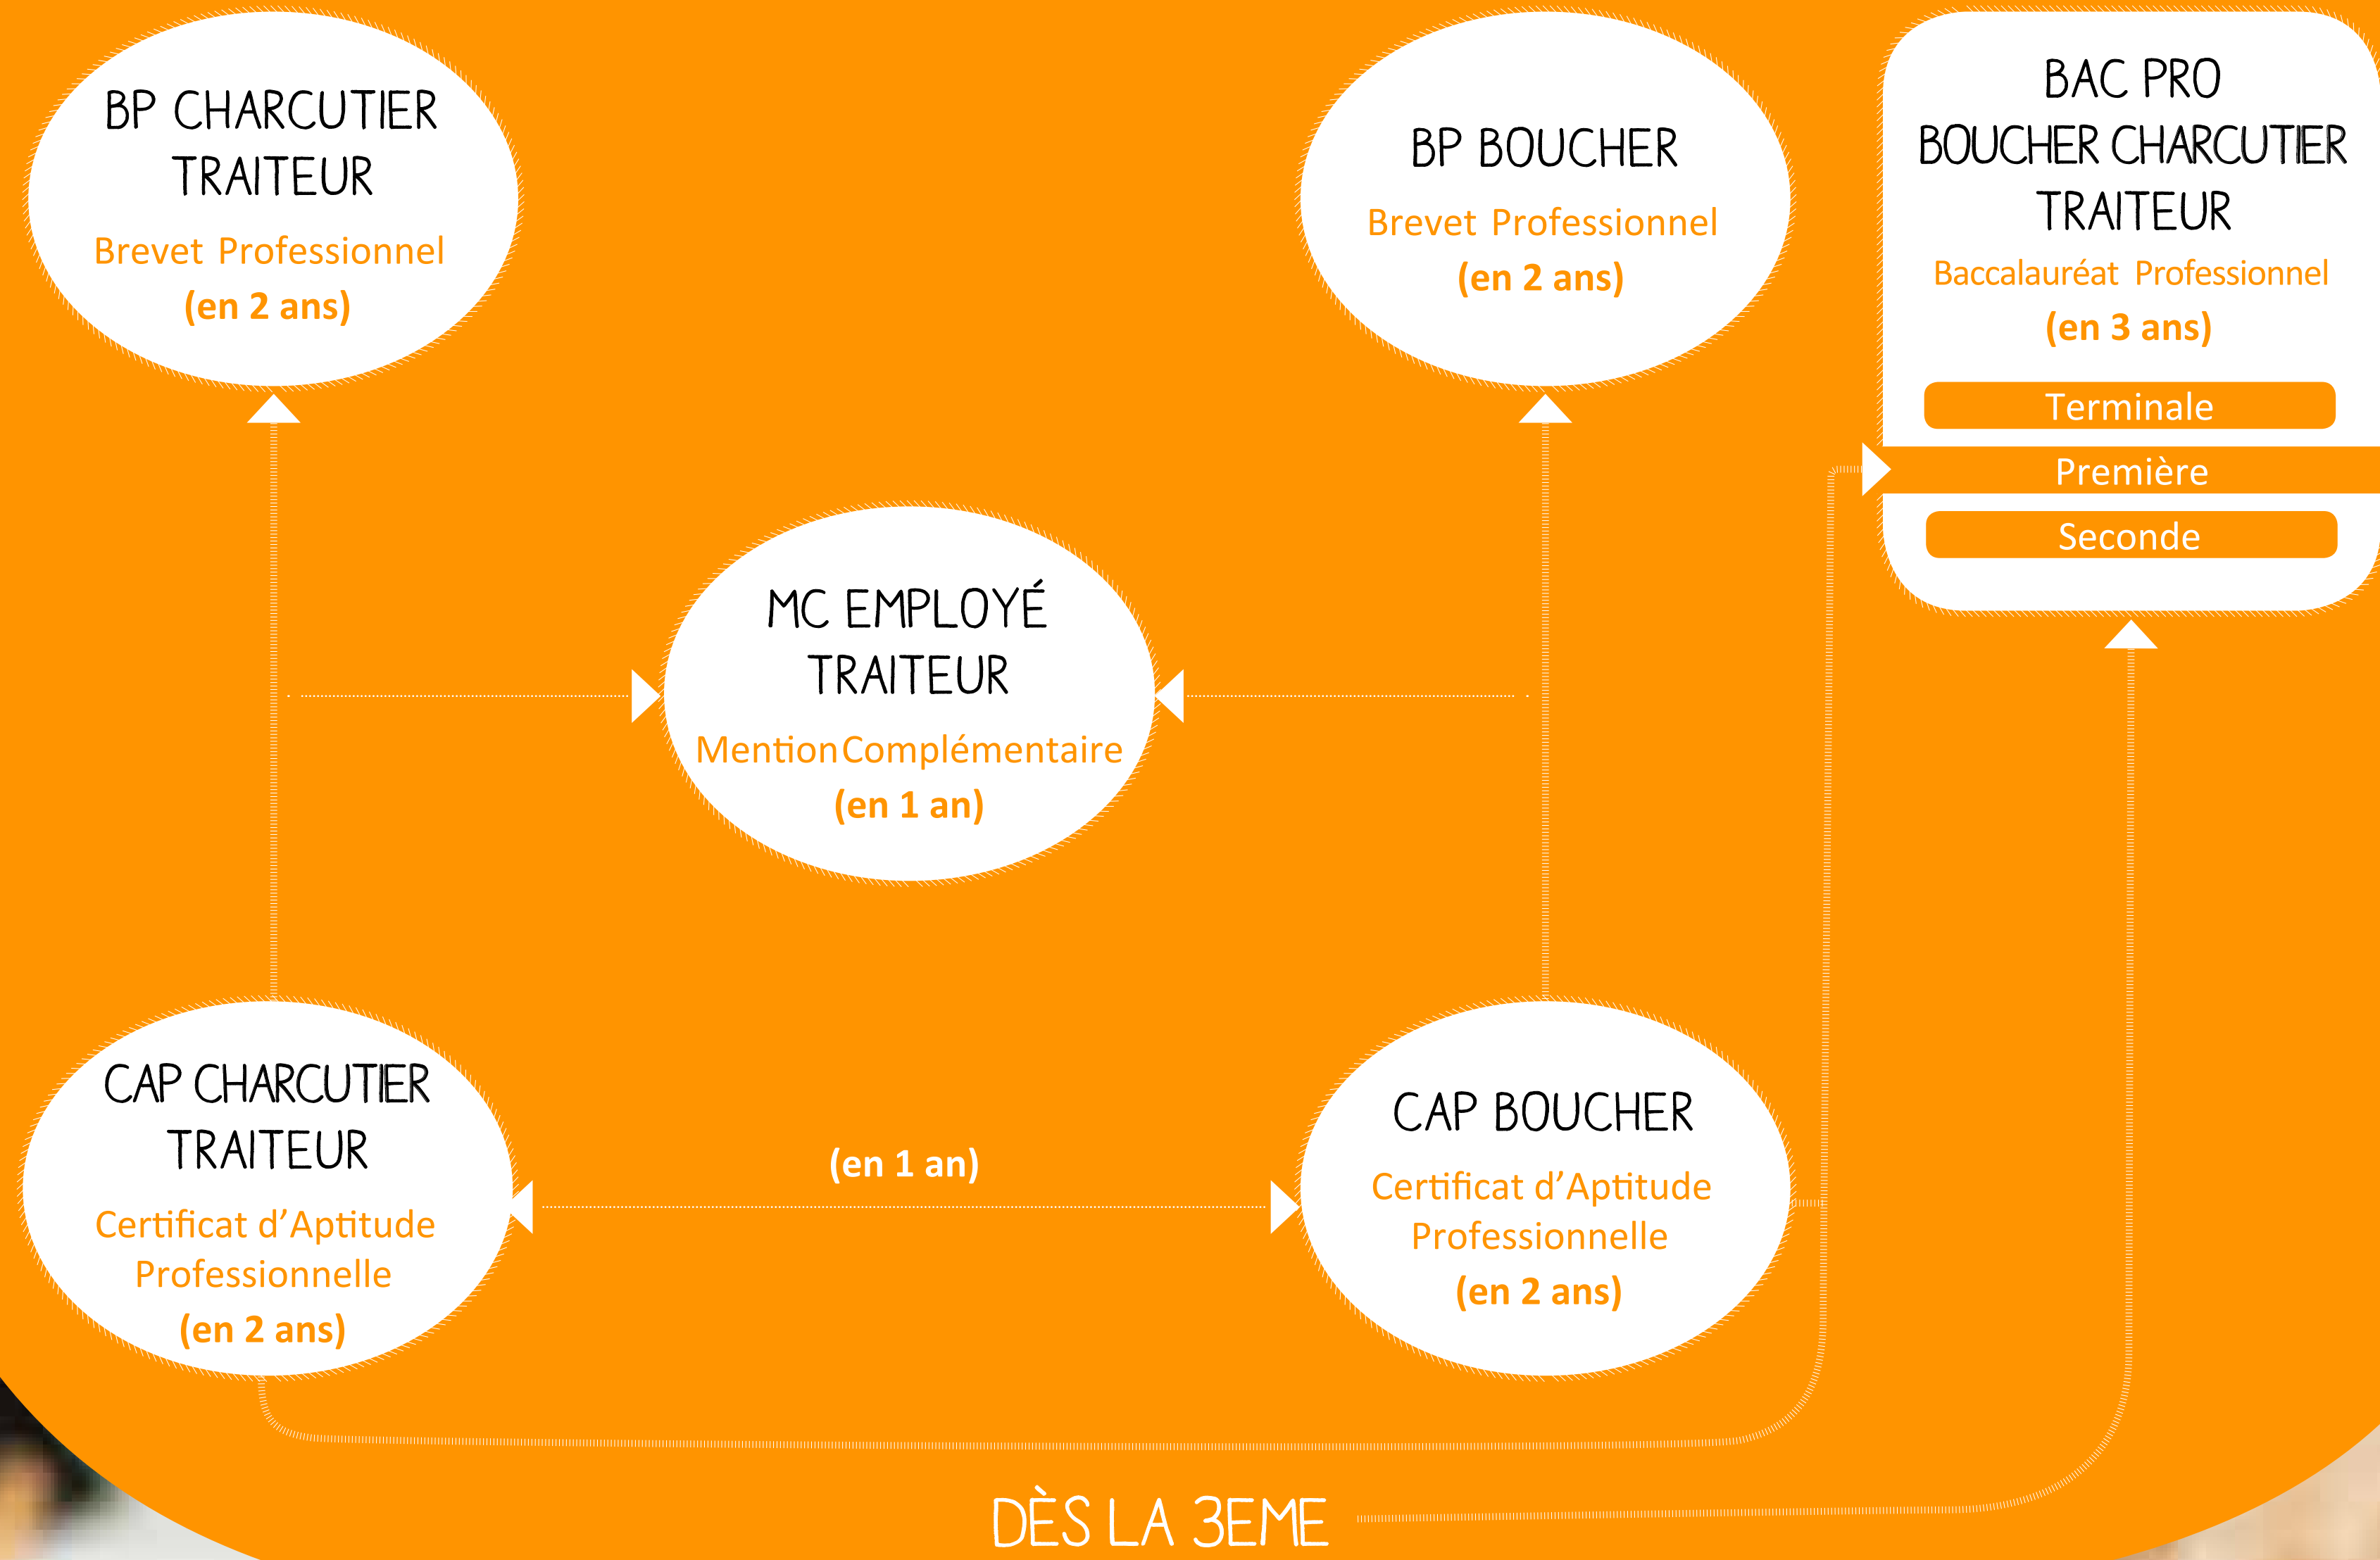 BP CHARCUTIER
TRAITEUR
Brevet Professionnel
(en 2 ans)
BP BOUCHER
Brevet Professionnel
(en 2 ans)
BAC PRO
BOUCHER CHARCUTIER
TRAITEUR
Baccalauréat Professionnel
(en 3 ans)
Terminale
Première
Seconde
MC EMPLOYÉ
TRAITEUR
Mention Complémentaire
(en 1 an)
CAP CHARCUTIER
TRAITEUR
Certificat d'Aptitude
Professionnelle
(en 2 ans)
(en 1 an)
CAP BOUCHER
Certificat d'Aptitude
Professionnelle
(en 2 ans)
DÈS LA 3EME